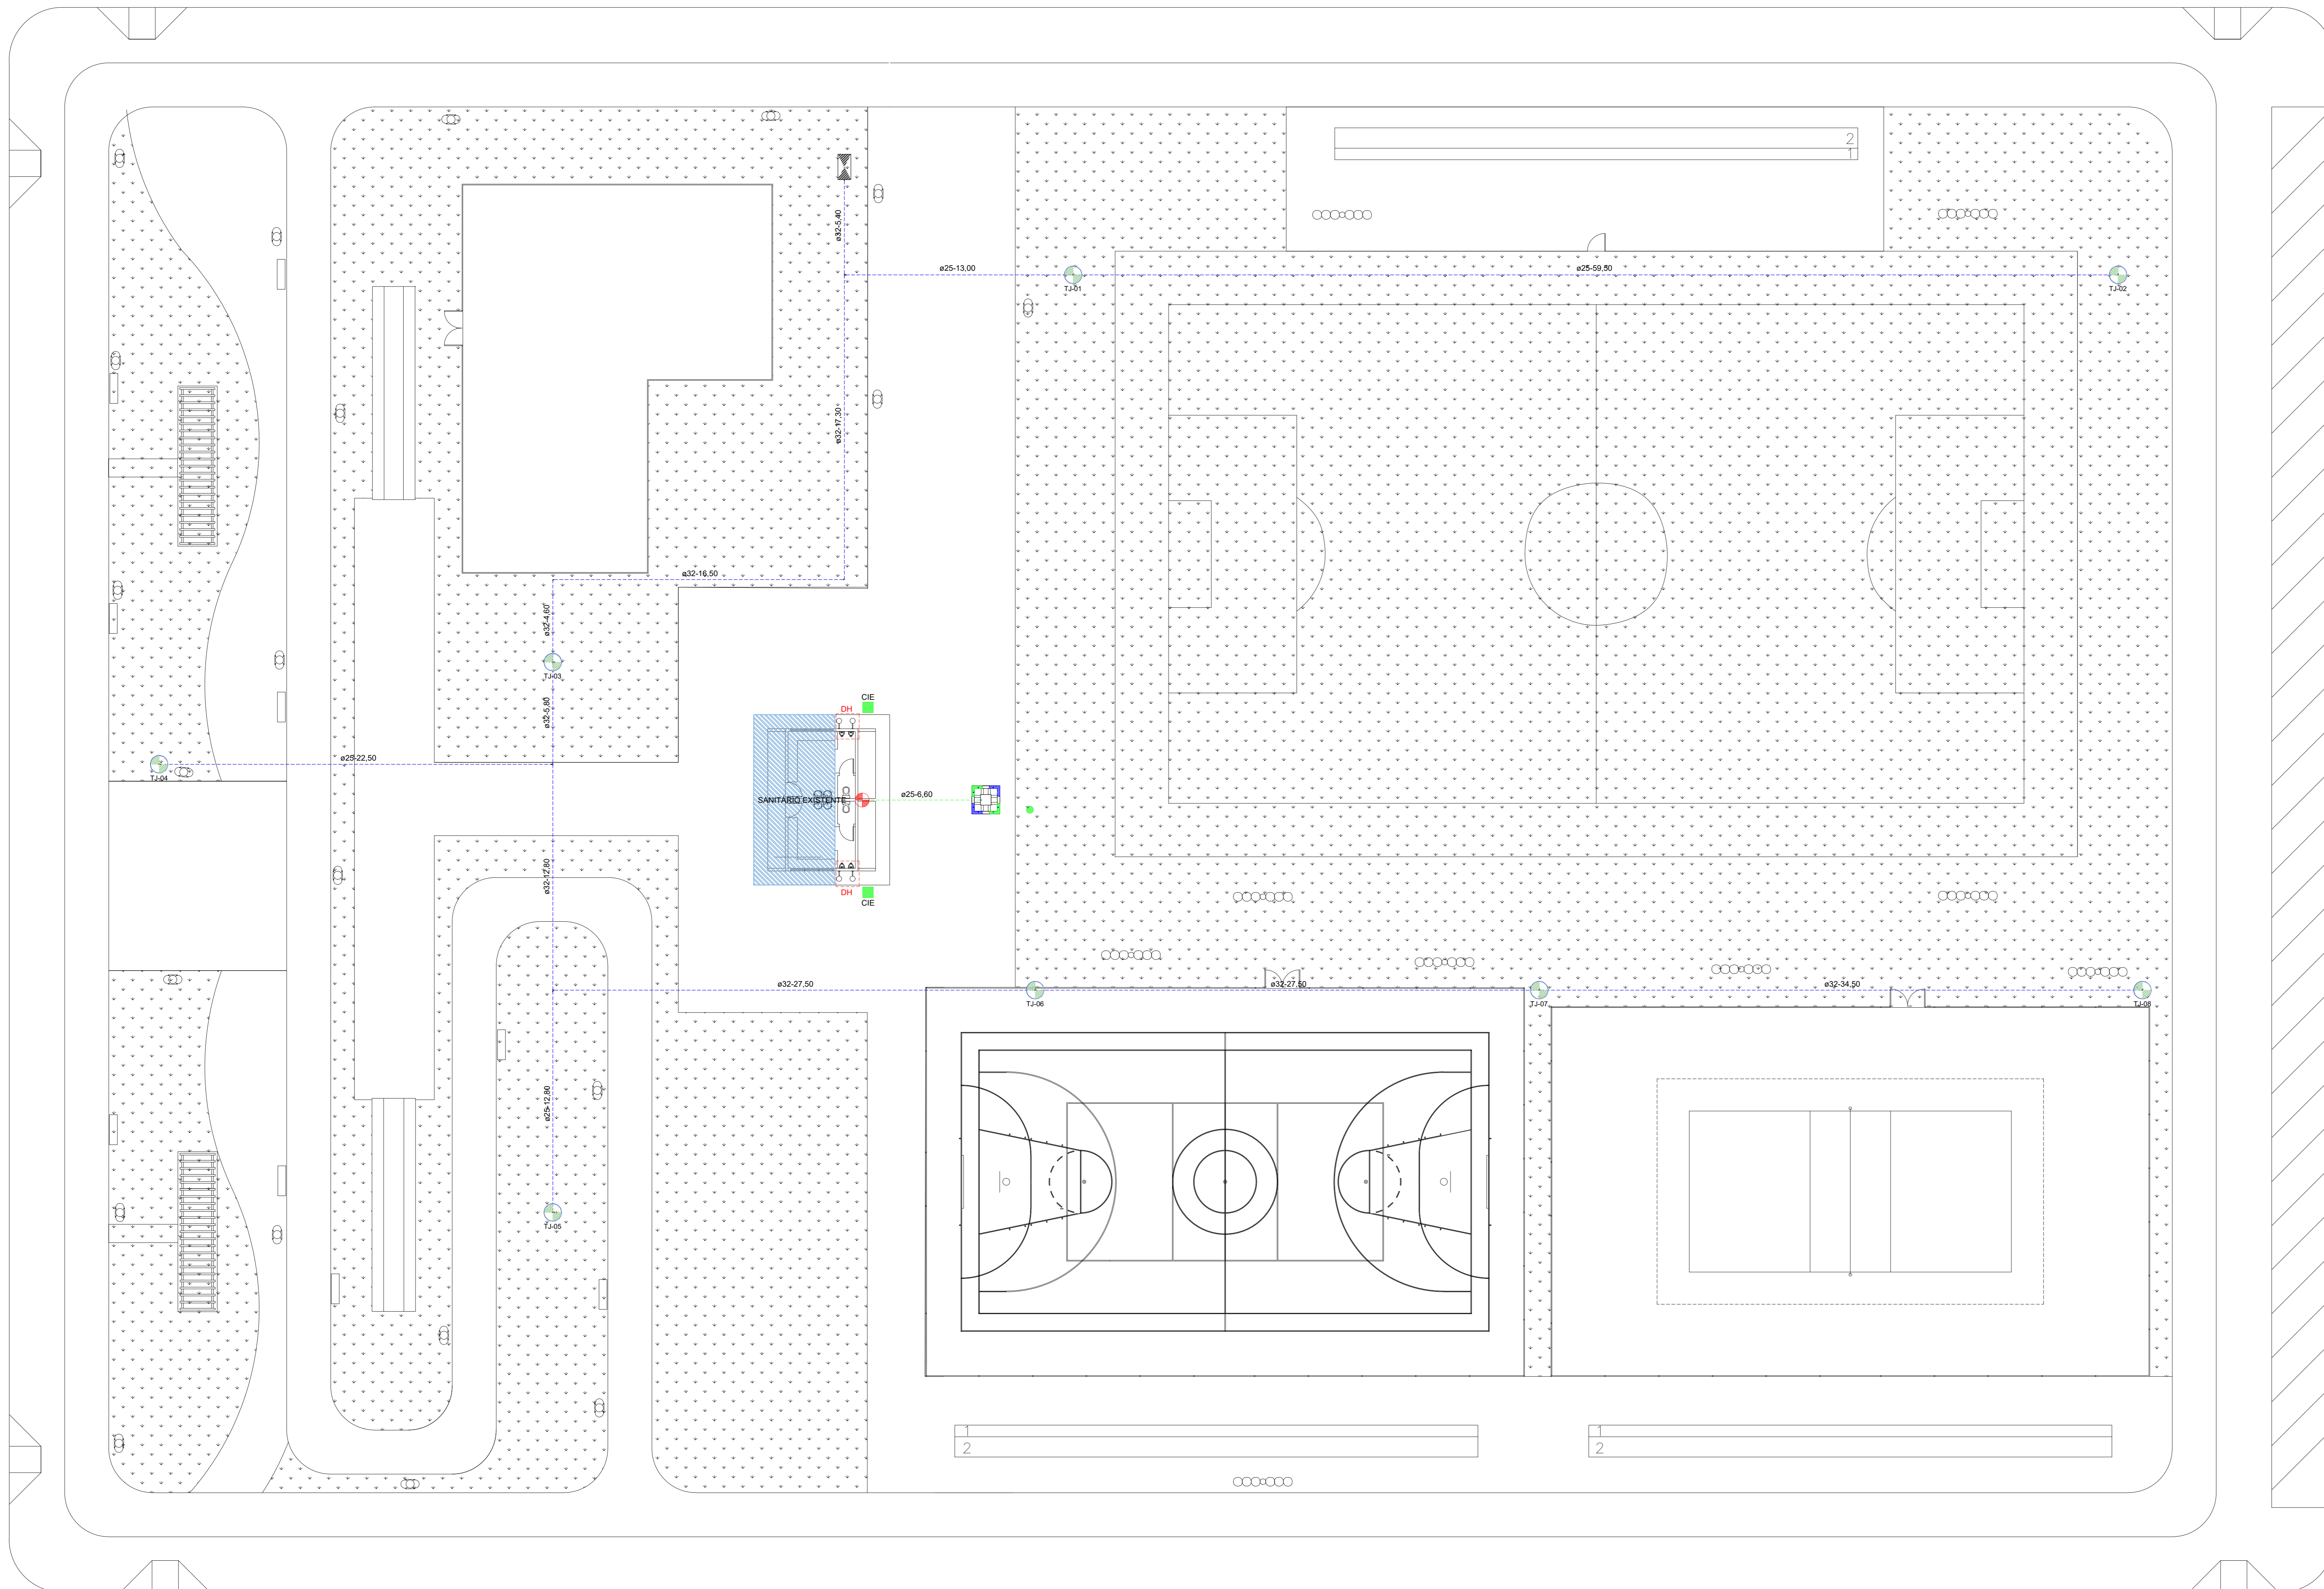 2
1
ø32-5,40
ø25-13,00
ø25-59,50
TJ-01
TJ-02
ø32-17,30
ø32-16,50
ø32-4,60
TJ-03
CIE
DH
ø32-5,80
ø25-22,50
TJ-04
SANITÁRIO EXISTENTE
ø25-6,60
ø32-12,80
DH
CIE
ø32-27,50
ø32-27,50
ø32-34,50
TJ-06
TJ-07
TJ-08
ø25-12,80
TJ-05
1
2
1
2